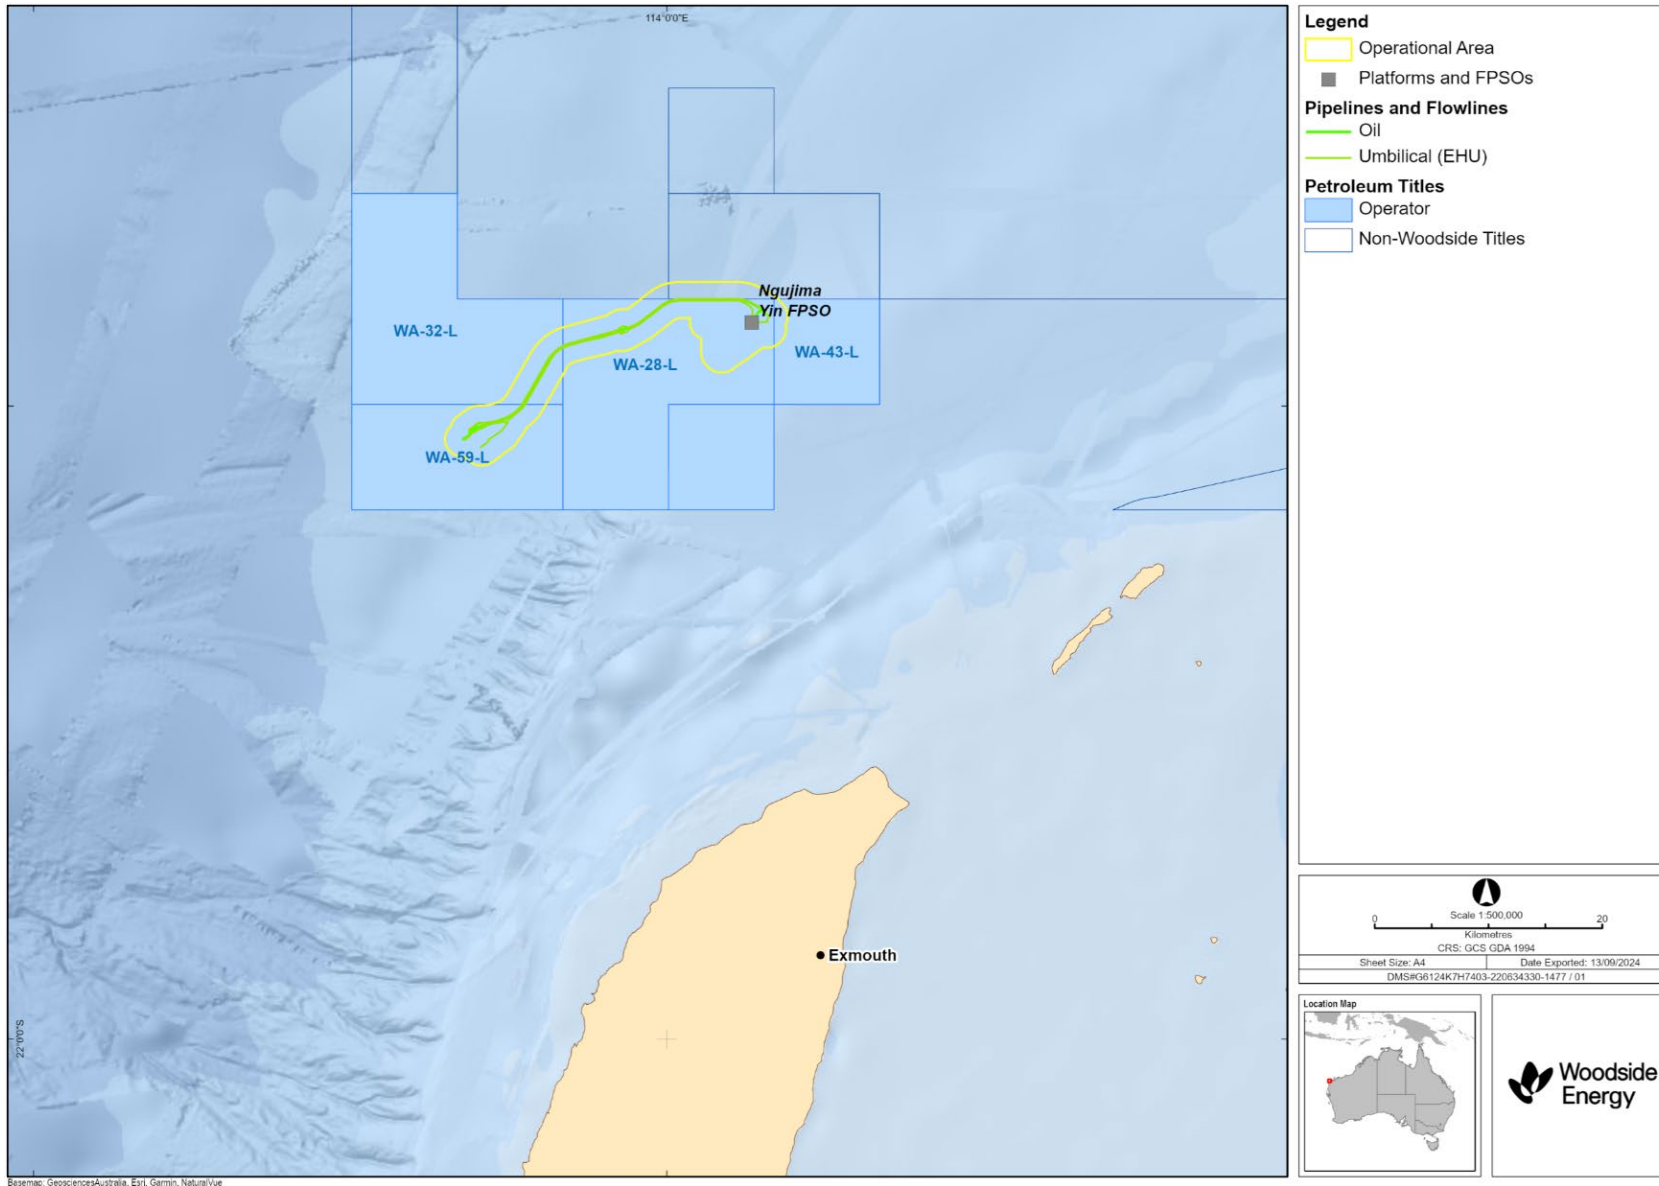 114°0'0"E
Ngujima
Yin FPSO
WA-32-L
WA-28-L
WA-43-L
WA-59-L
Exmouth
22°0'0"S
Basemap: GeosciencesAustralia, Esri, Garmin, NaturalVue
Legend
Operational Area
Platforms and FPSOs
Pipelines and Flowlines
Oil
Umbilical (EHU)
Petroleum Titles
Operator
Non-Woodside Titles
Scale 1:500,000
0 20
Kilometres
CRS: GCS GDA 1994
Sheet Size: A4 Date Exported: 13/09/2024
DMS#G6124K7H7403-220634330-1477 / 01
Location Map
Woodside
Energy